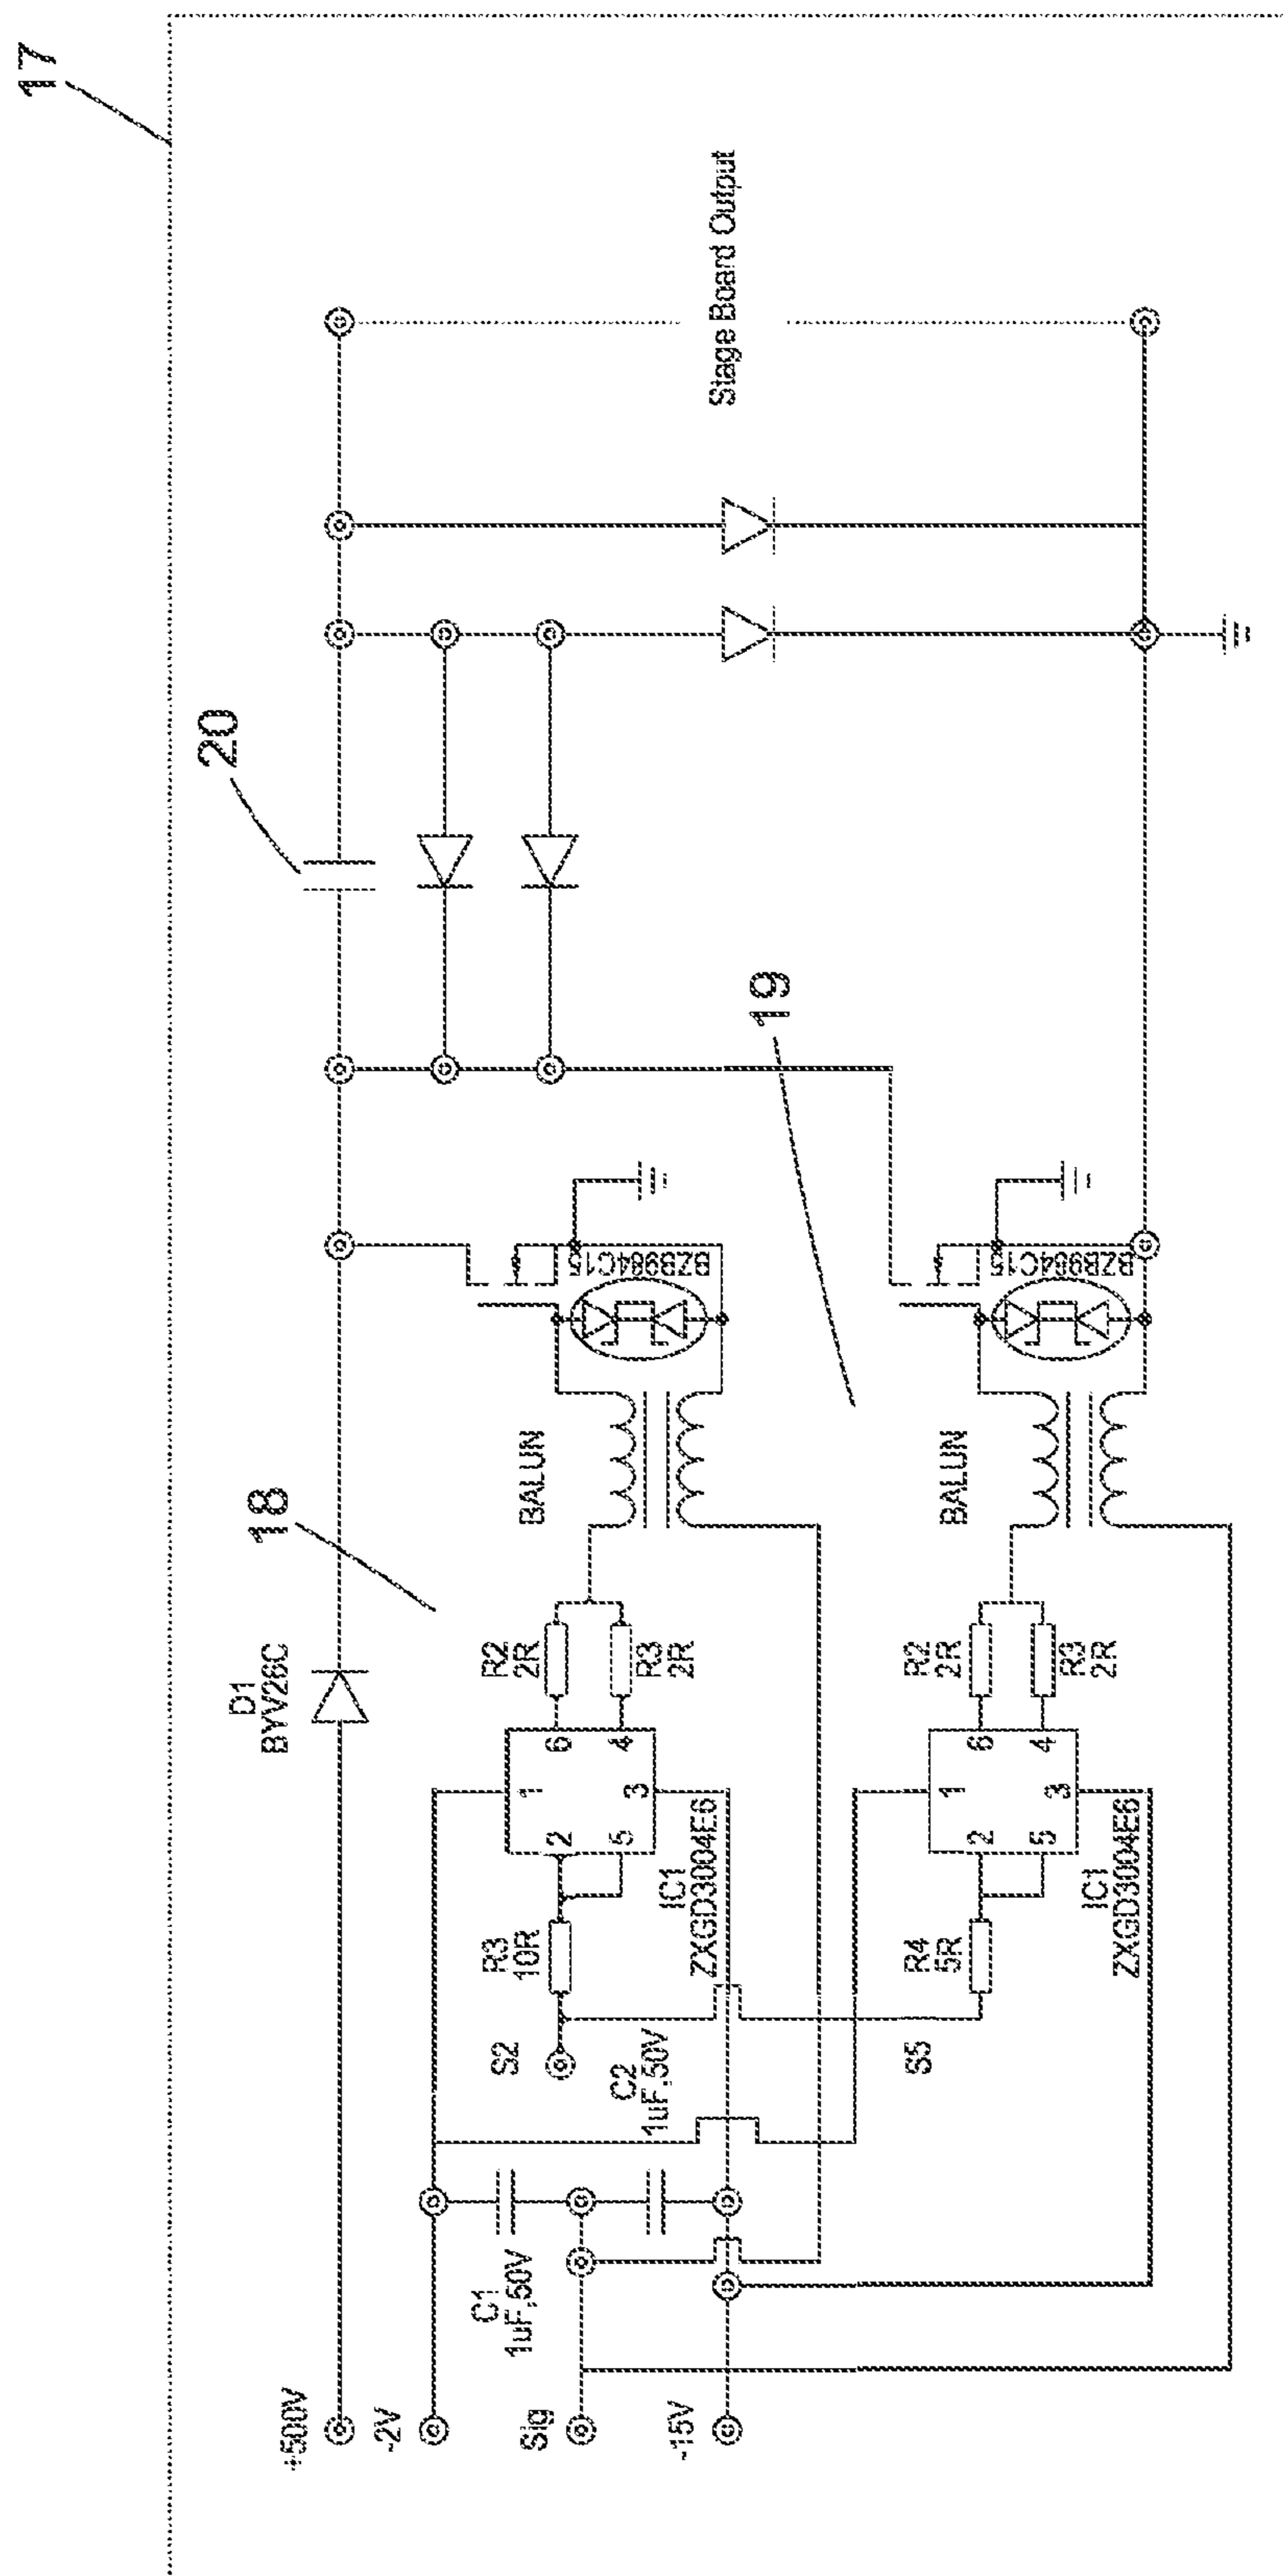 17
20
18
19
D1
BYV26C
+500V
-2V
Sig
-15V
C1
1uF,50V
C2
1uF,50V
S2
R3
10R
2
5
1
3
6
4
IC1
ZXGD3004E6
R2
2R
R3
2R
BALUN
BZB984C15
S5
R4
5R
2
5
1
3
6
4
IC1
ZXGD3004E6
R2
2R
R3
2R
BALUN
BZB984C15
Stage Board Output